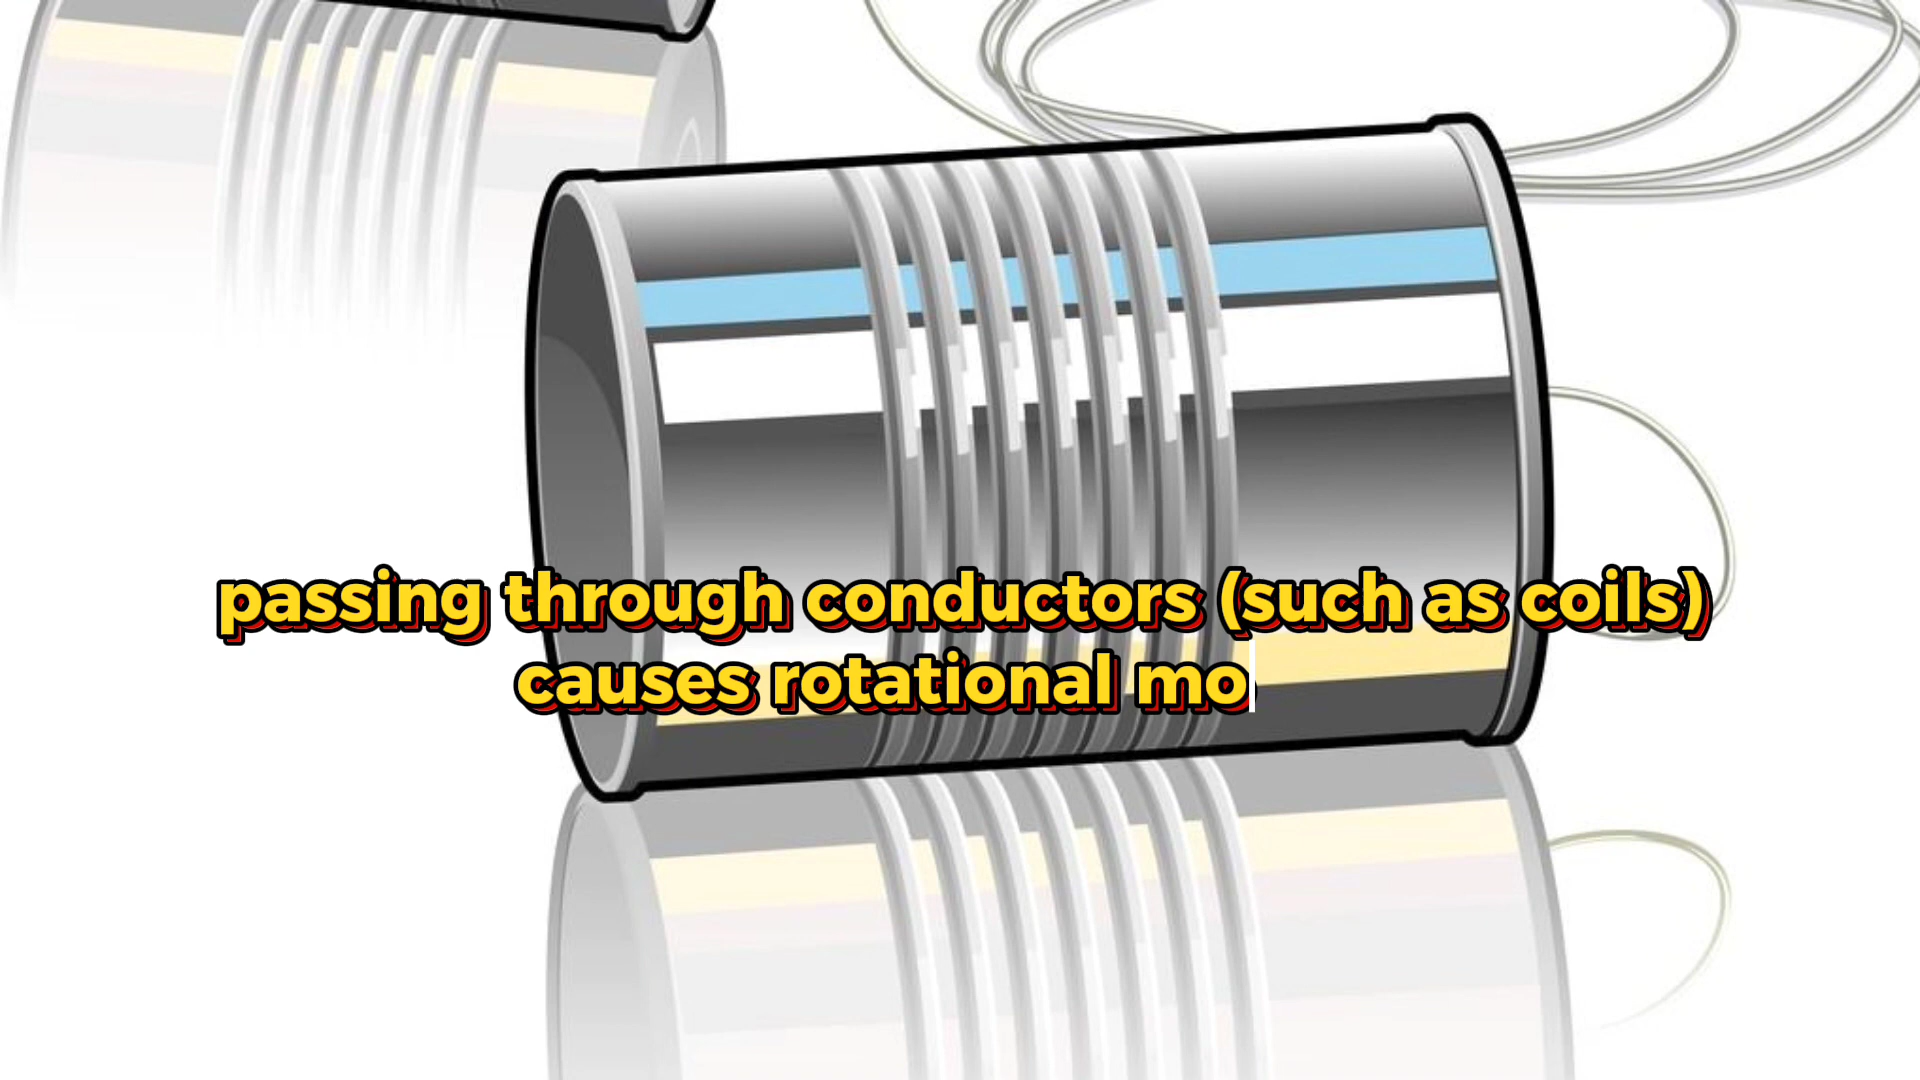 passing through conductors (such as coils)
causes rotational mo